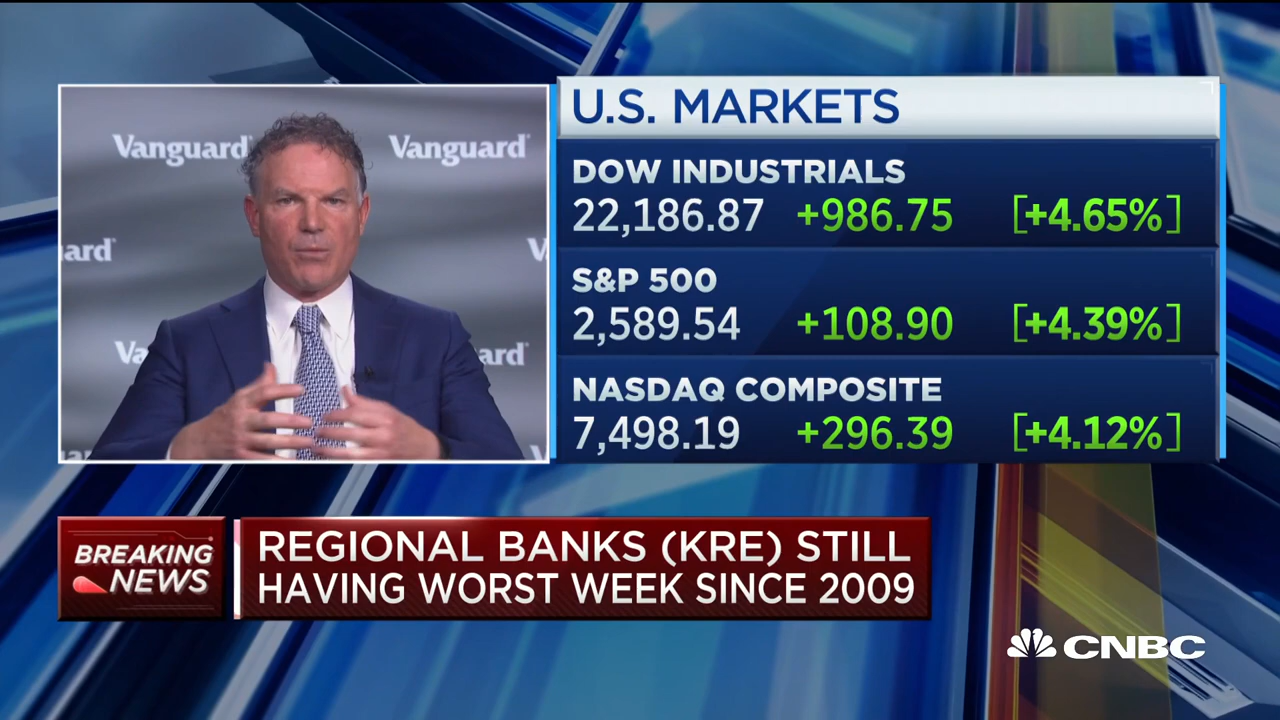 Vanguard
Vanguard
ard
V
Va
ard
Vang
U.S. MARKETS
DOW INDUSTRIALS
22,186.87 +986.75 [+4.65%]
S&P 500
2,589.54 +108.90 [+4.39%]
NASDAQ COMPOSITE
7,498.19 +296.39 [+4.12%]
BREAKING
NEWS
REGIONAL BANKS (KRE) STILL
HAVING WORST WEEK SINCE 2009
CNBC